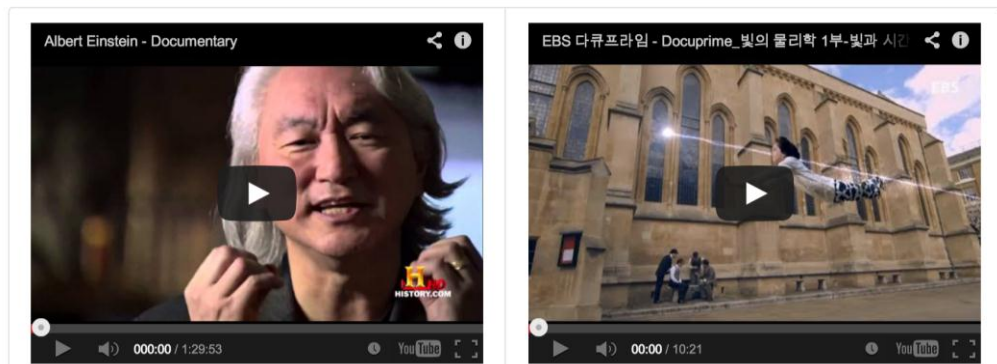 Albert Einstein - Documentary
HISTORY.COM
000:00 / 1:29:53
YouTube
EBS 다큐프라임 - Docuprime_빛의 물리학 1부-빛과 시간
EBS
00:00 / 10:21
YouTube